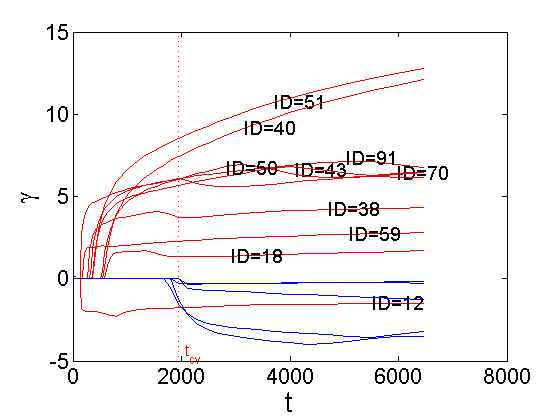 15
10
5
0
-5
γ
ID=51
ID=40
ID=91
ID=50
ID=43
ID=70
ID=38
ID=59
ID=18
ID=12
t_cv
0
2000
4000
6000
8000
t